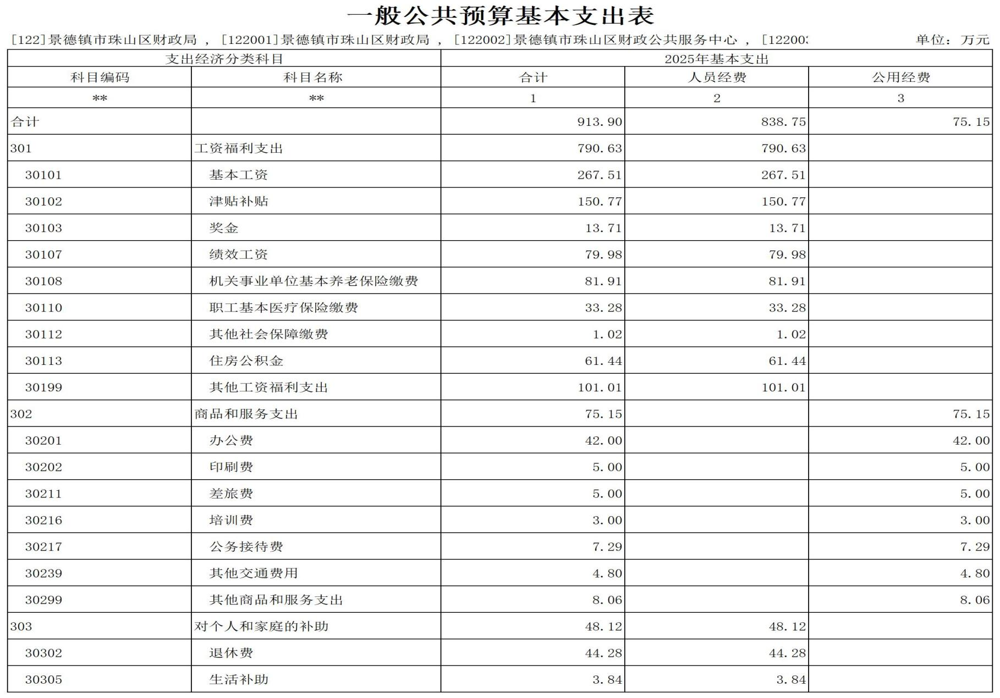 一般公共预算基本支出表
[122]景德镇市珠山区财政局 , [122001]景德镇市珠山区财政局 , [122002]景德镇市珠山区财政公共服务中心 , [12200 单位：万元
支出经济分类科目 2025年基本支出
科目编码 科目名称 合计 人员经费 公用经费
** ** 1 2 3
合计 913.90 838.75 75.15
301 工资福利支出 790.63 790.63
30101 基本工资 267.51 267.51
30102 津贴补贴 150.77 150.77
30103 奖金 13.71 13.71
30107 绩效工资 79.98 79.98
30108 机关事业单位基本养老保险缴费 81.91 81.91
30110 职工基本医疗保险缴费 33.28 33.28
30112 其他社会保障缴费 1.02 1.02
30113 住房公积金 61.44 61.44
30199 其他工资福利支出 101.01 101.01
302 商品和服务支出 75.15 75.15
30201 办公费 42.00 42.00
30202 印刷费 5.00 5.00
30211 差旅费 5.00 5.00
30216 培训费 3.00 3.00
30217 公务接待费 7.29 7.29
30239 其他交通费用 4.80 4.80
30299 其他商品和服务支出 8.06 8.06
303 对个人和家庭的补助 48.12 48.12
30302 退休费 44.28 44.28
30305 生活补助 3.84 3.84